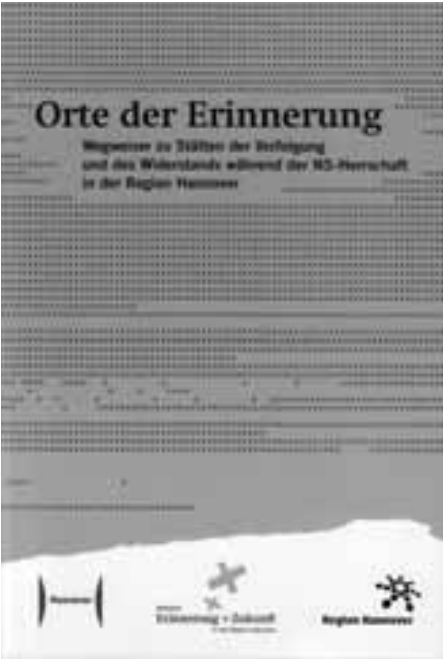 Orte der Erinnerung
Wegweiser zu Stätten der Verfolgung
und des Widerstands während der NS-Herrschaft
in der Region Hannover
Hannover
Erinnerung + Zukunft
Region Hannover